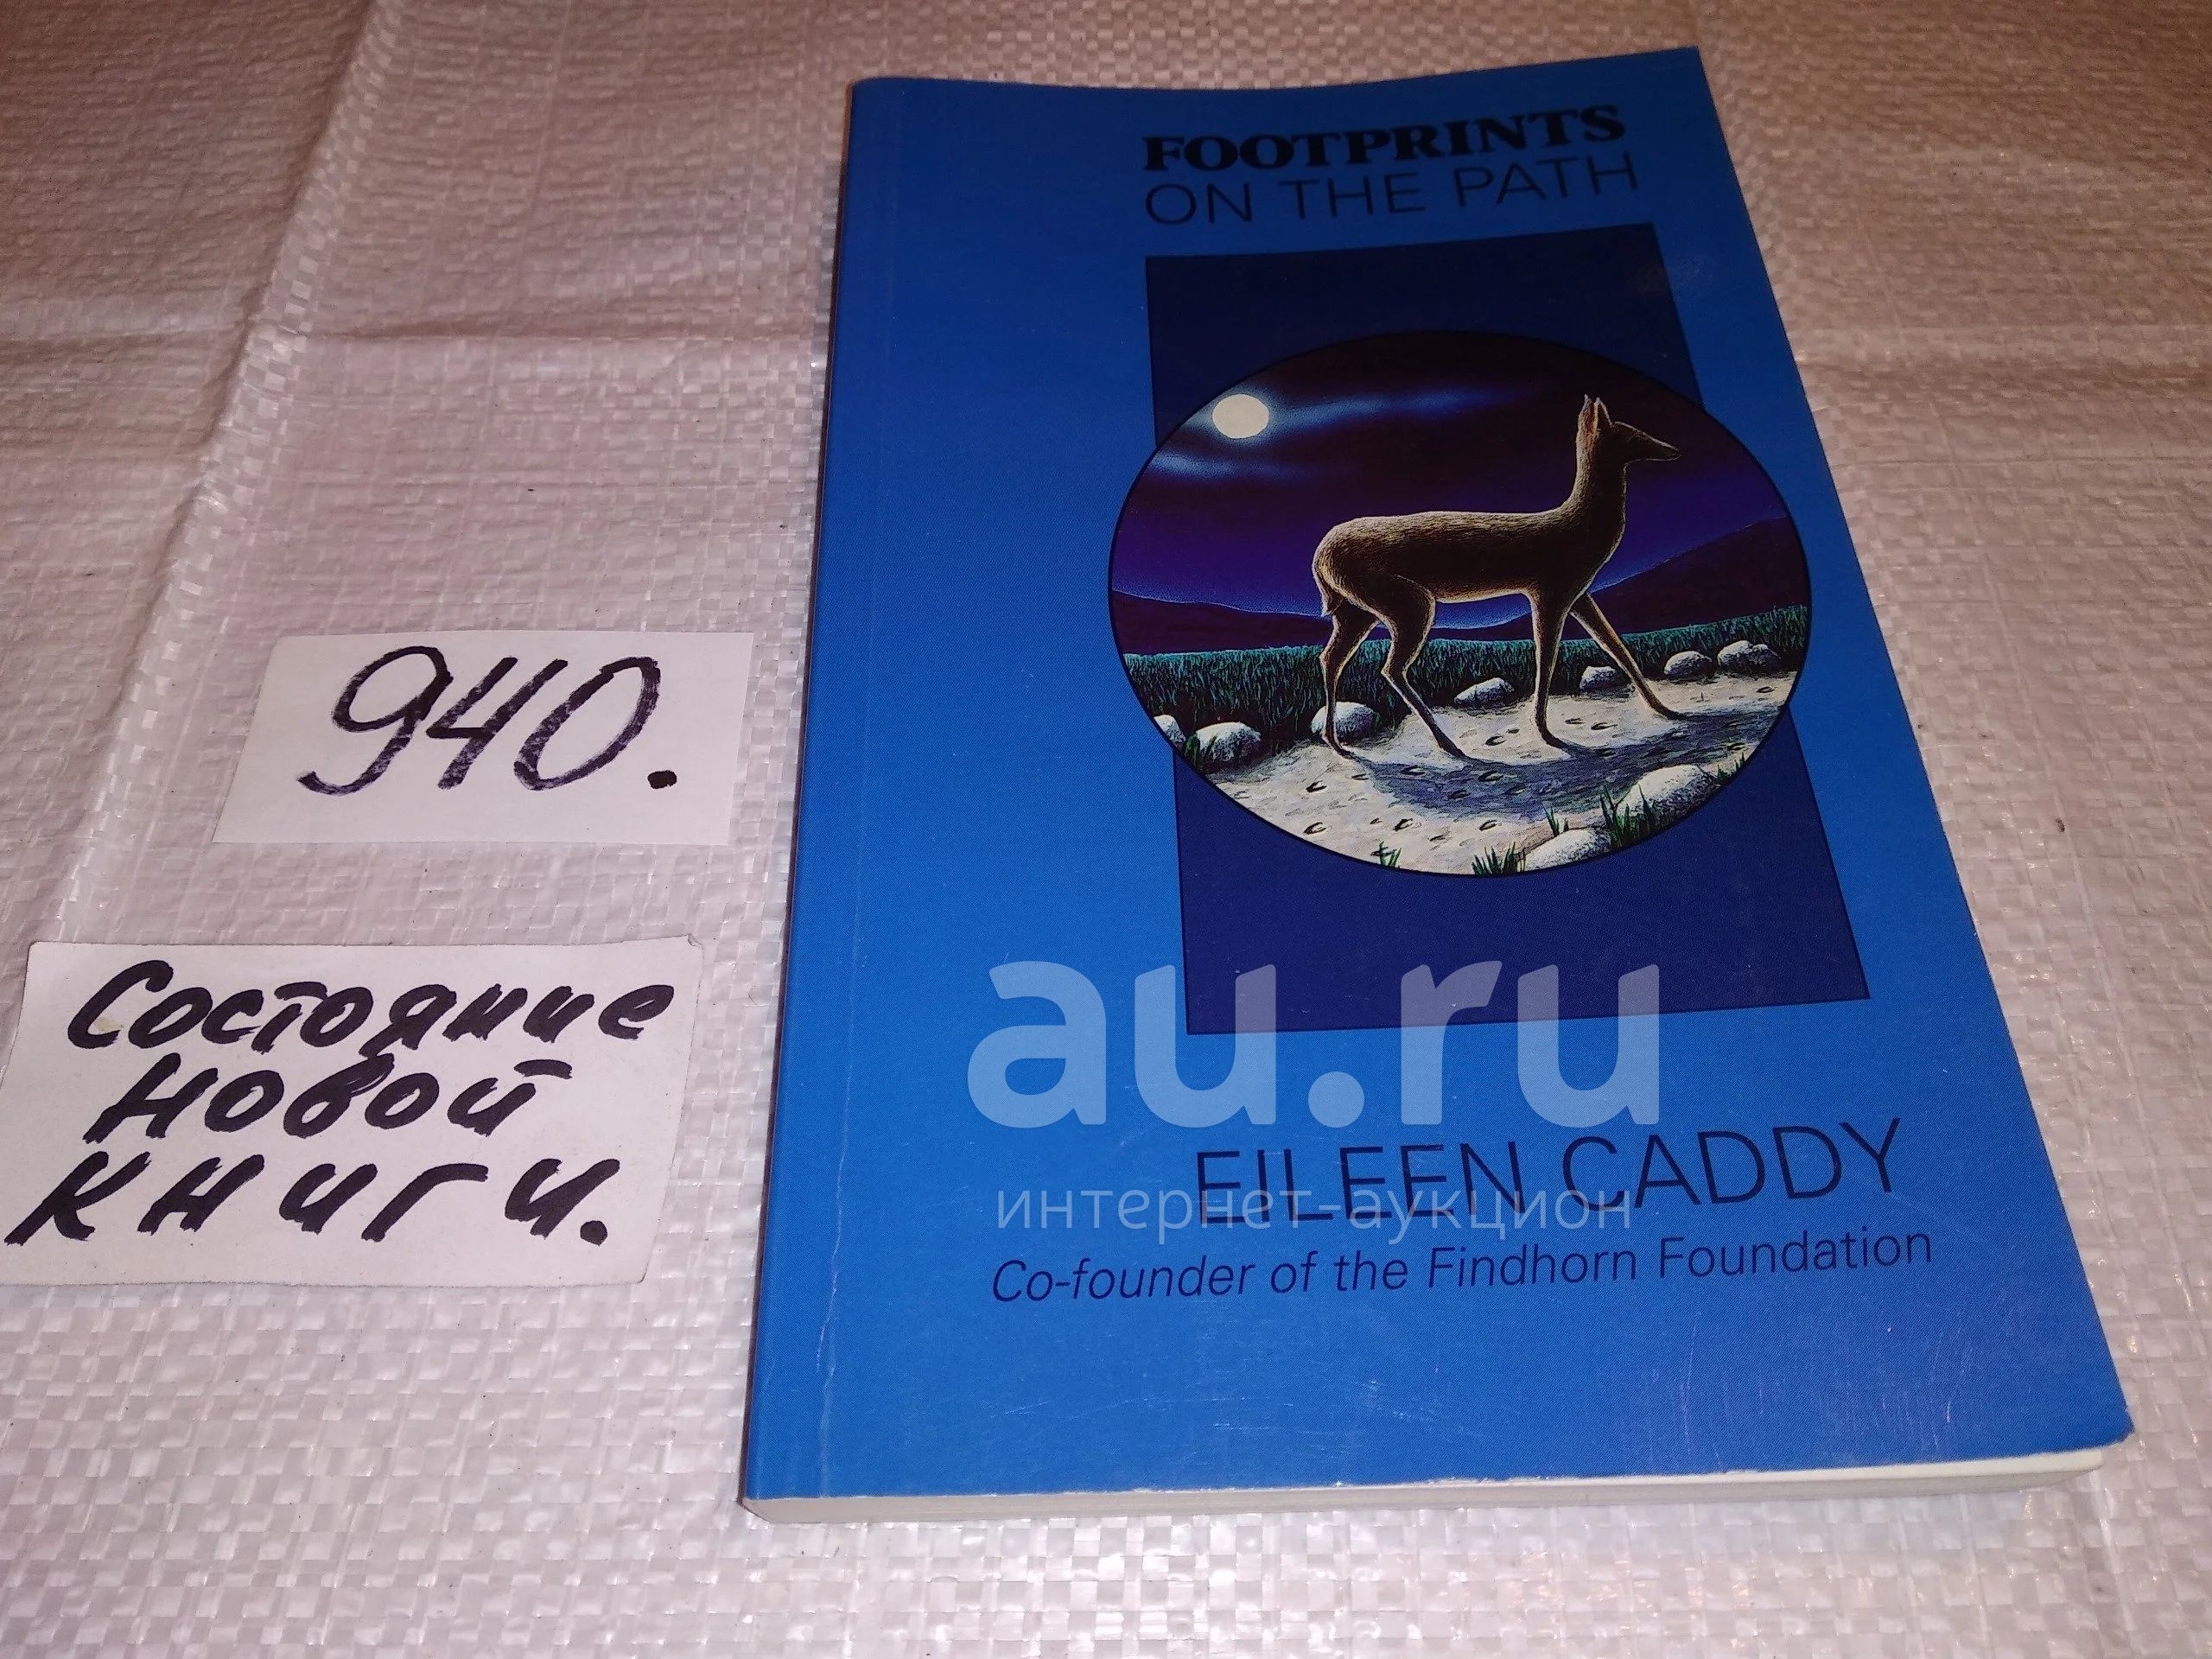 FOOTPRINTS
ON THE PATH
940.
Состояние
новой
книги.
au.ru
EILEEN CADDY
интернет-аукцион
Co-founder of the Findhorn Foundation